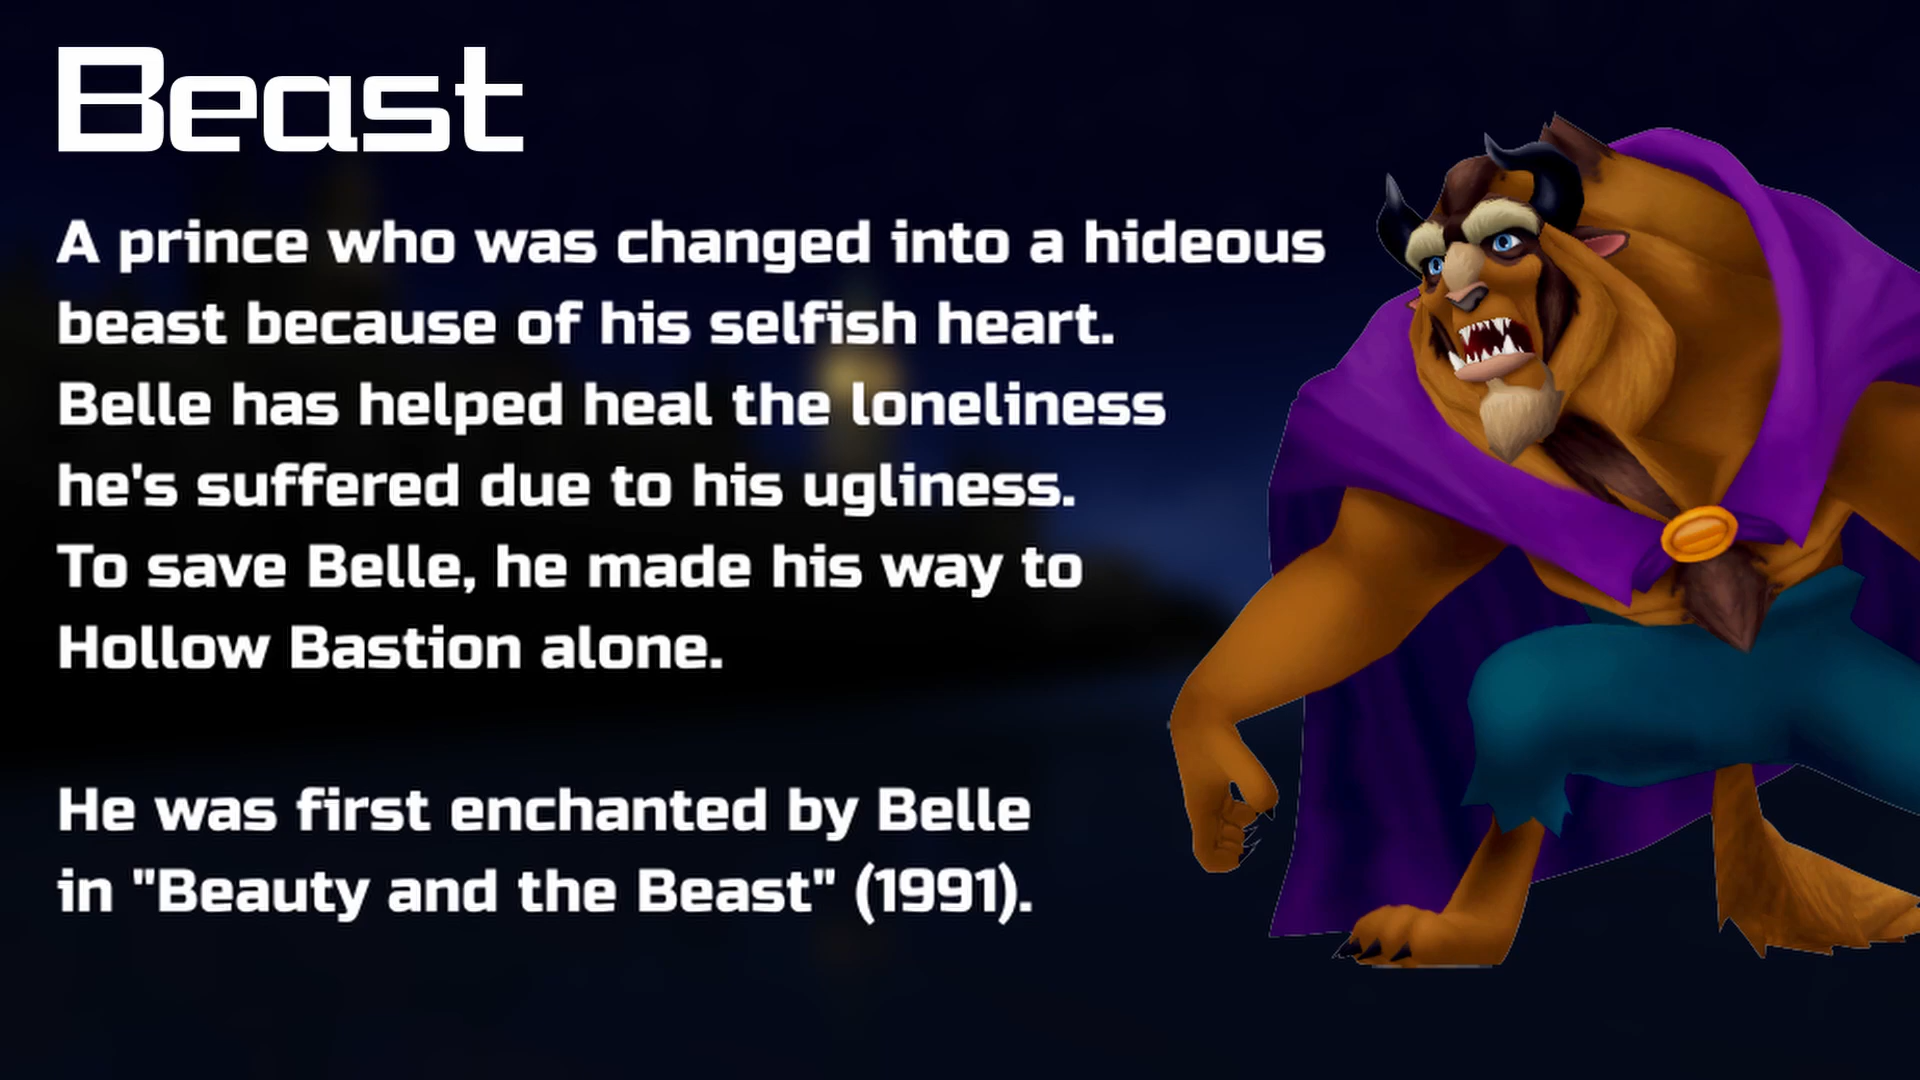 Beast
A prince who was changed into a hideous
beast because of his selfish heart.
Belle has helped heal the loneliness
he's suffered due to his ugliness.
To save Belle, he made his way to
Hollow Bastion alone.
He was first enchanted by Belle
in "Beauty and the Beast" (1991).